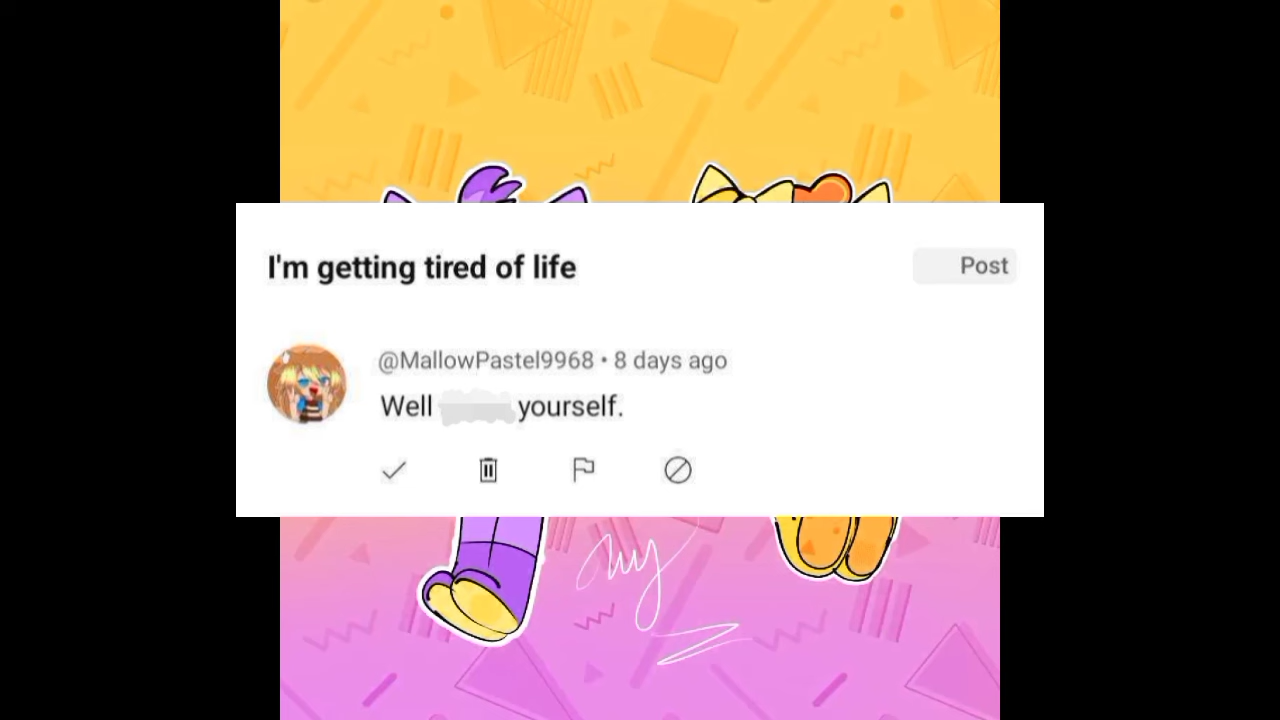 I'm getting tired of life
Post
@MallowPastel9968 • 8 days ago
Well yourself.